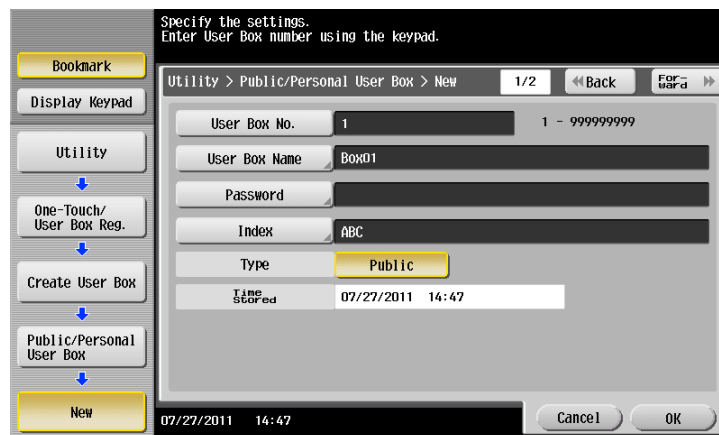 Specify the settings.
Enter User Box number using the keypad.
Bookmark
Display Keypad
Utility
One-Touch/
User Box Reg.
Create User Box
Public/Personal
User Box
New
Utility > Public/Personal User Box > New
1/2
Back
For-
ward
User Box No.
1
1 - 999999999
User Box Name
Box01
Password
Index
ABC
Type
Public
Time
Stored
07/27/2011 14:47
07/27/2011 14:47
Cancel
OK